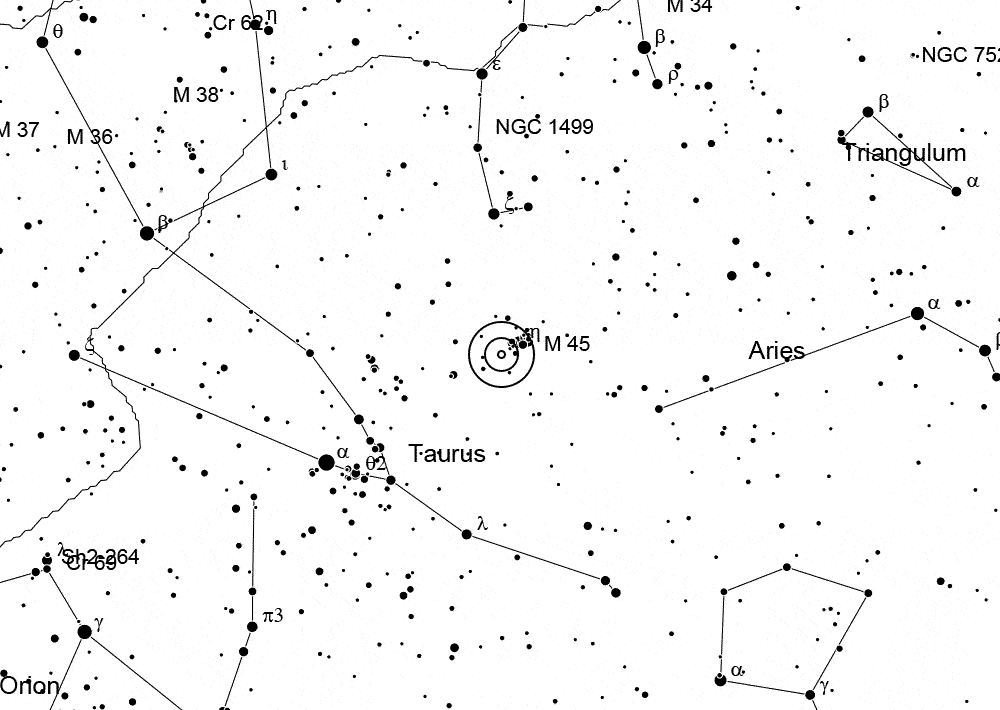 M 34
η
Cr 62
θ
β
NGC 752
ε
ρ
M 38
β
NGC 1499
M 37
M 36
Triangulum
ι
α
ζ
β
α
η
M 45
ζ
Aries
β
α
Taurus
θ2
λ
λ
Sh2-264
Cr 69
π3
γ
α
γ
Orion